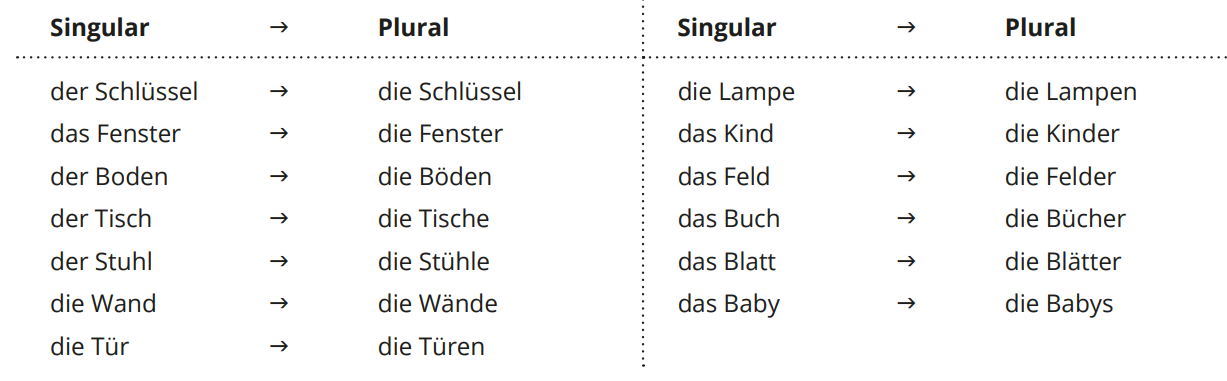 Singular → Plural
der Schlüssel → die Schlüssel
das Fenster → die Fenster
der Boden → die Böden
der Tisch → die Tische
der Stuhl → die Stühle
die Wand → die Wände
die Tür → die Türen
Singular → Plural
die Lampe → die Lampen
das Kind → die Kinder
das Feld → die Felder
das Buch → die Bücher
das Blatt → die Blätter
das Baby → die Babys